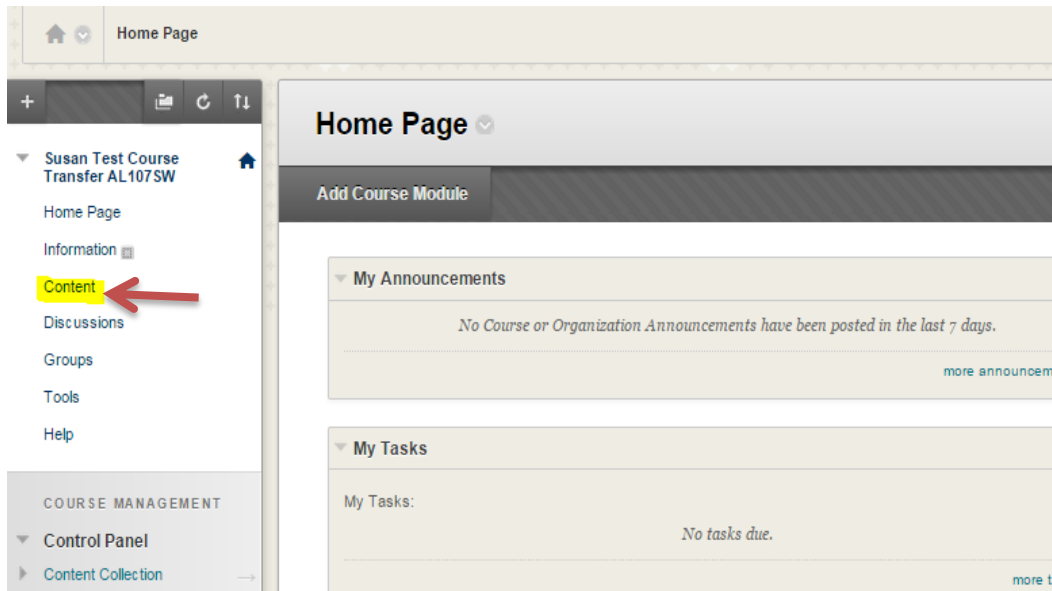 Home Page
Susan Test Course
Transfer AL107SW
Home Page
Information
Content
Discussions
Groups
Tools
Help
COURSE MANAGEMENT
Control Panel
Content Collection
Home Page
Add Course Module
My Announcements
No Course or Organization Announcements have been posted in the last 7 days.
more announcem
My Tasks
My Tasks:
No tasks due.
more t